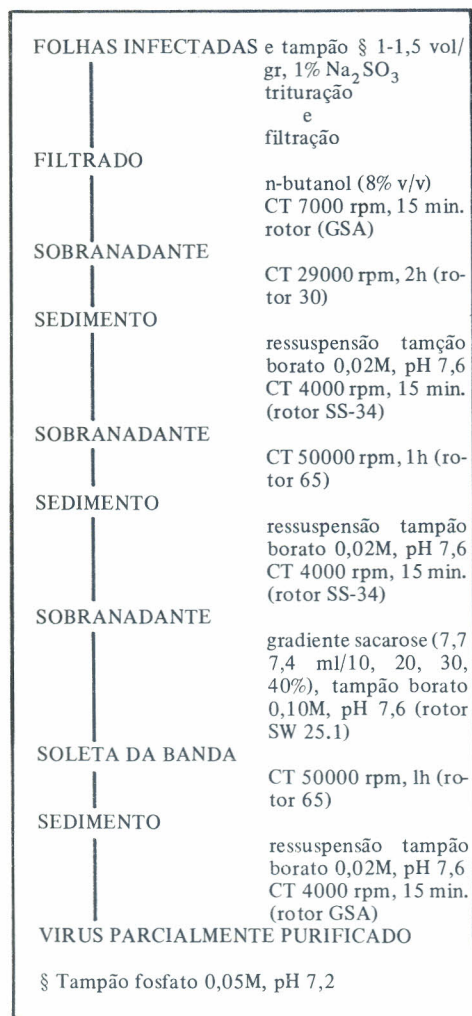 FOLHAS INFECTADAS e tampão § 1-1,5 vol/
gr, 1% Na₂SO₃
trituração
e
filtração
FILTRADO
n-butanol (8% v/v)
CT 7000 rpm, 15 min.
rotor (GSA)
SOBRANADANTE
CT 29000 rpm, 2h (ro-
tor 30)
SEDIMENTO
ressuspensão tamção
borato 0,02M, pH 7,6
CT 4000 rpm, 15 min.
(rotor SS-34)
SOBRANADANTE
CT 50000 rpm, 1h (ro-
tor 65)
SEDIMENTO
ressuspensão tampão
borato 0,02M, pH 7,6
CT 4000 rpm, 15 min.
(rotor SS-34)
SOBRANADANTE
gradiente sacarose (7,7
7,4 ml/10, 20, 30,
40%), tampão borato
0,10M, pH 7,6 (rotor
SW 25.1)
SOLETA DA BANDA
CT 50000 rpm, lh (ro-
tor 65)
SEDIMENTO
ressuspensão tampão
borato 0,02M, pH 7,6
CT 4000 rpm, 15 min.
(rotor GSA)
VIRUS PARCIALMENTE PURIFICADO
§ Tampão fosfato 0,05M, pH 7,2